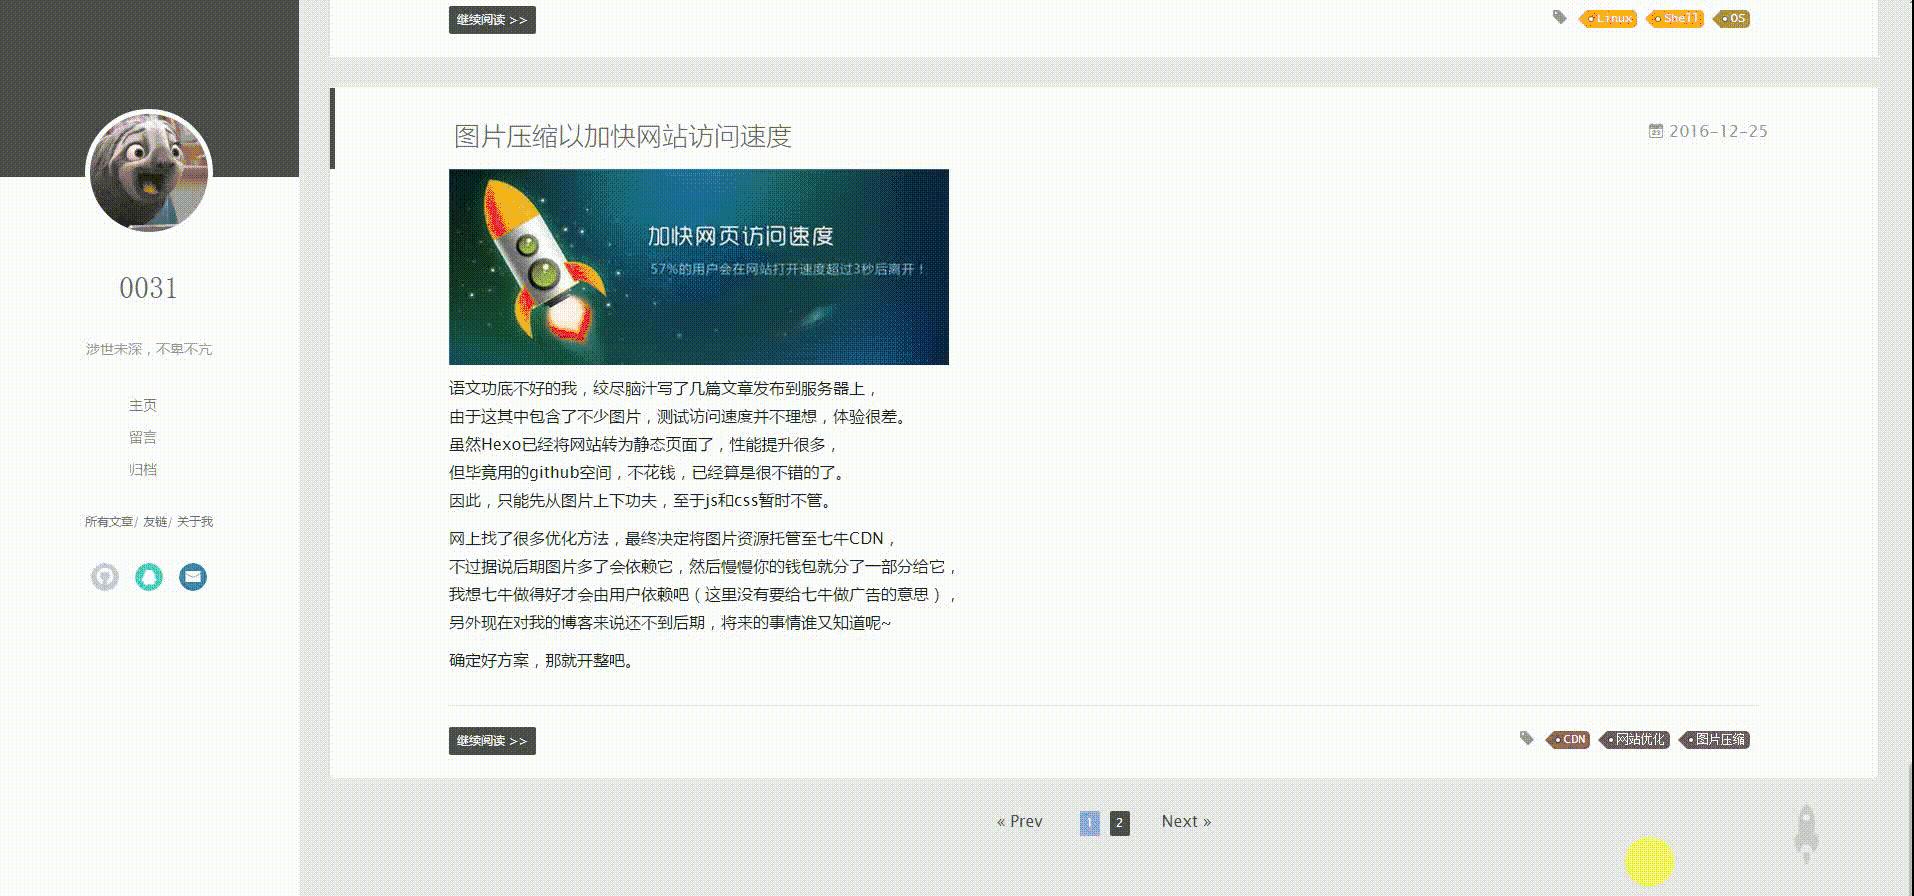 继续阅读 >>
Linux
Shell
OS
0031
涉世未深，不卑不亢
主页
留言
归档
所有文章/ 友链/ 关于我
图片压缩以加快网站访问速度
23 2016-12-25
加快网页访问速度
57%的用户会在网站打开速度超过3秒后离开！
语文功底不好的我，绞尽脑汁写了几篇文章发布到服务器上，
由于这其中包含了不少图片，测试访问速度并不理想，体验很差。
虽然Hexo已经将网站转为静态页面了，性能提升很多，
但毕竟用的github空间，不花钱，已经算是很不错的了。
因此，只能先从图片上下功夫，至于js和css暂时不管。
网上找了很多优化方法，最终决定将图片资源托管至七牛CDN，
不过据说后期图片多了会依赖它，然后慢慢你的钱包就分了一部分给它，
我想七牛做得好才会由用户依赖吧（这里没有要给七牛做广告的意思），
另外现在对我的博客来说还不到后期，将来的事情谁又知道呢~
确定好方案，那就开整吧。
继续阅读 >>
CDN
网站优化
图片压缩
« Prev 1 2 Next »